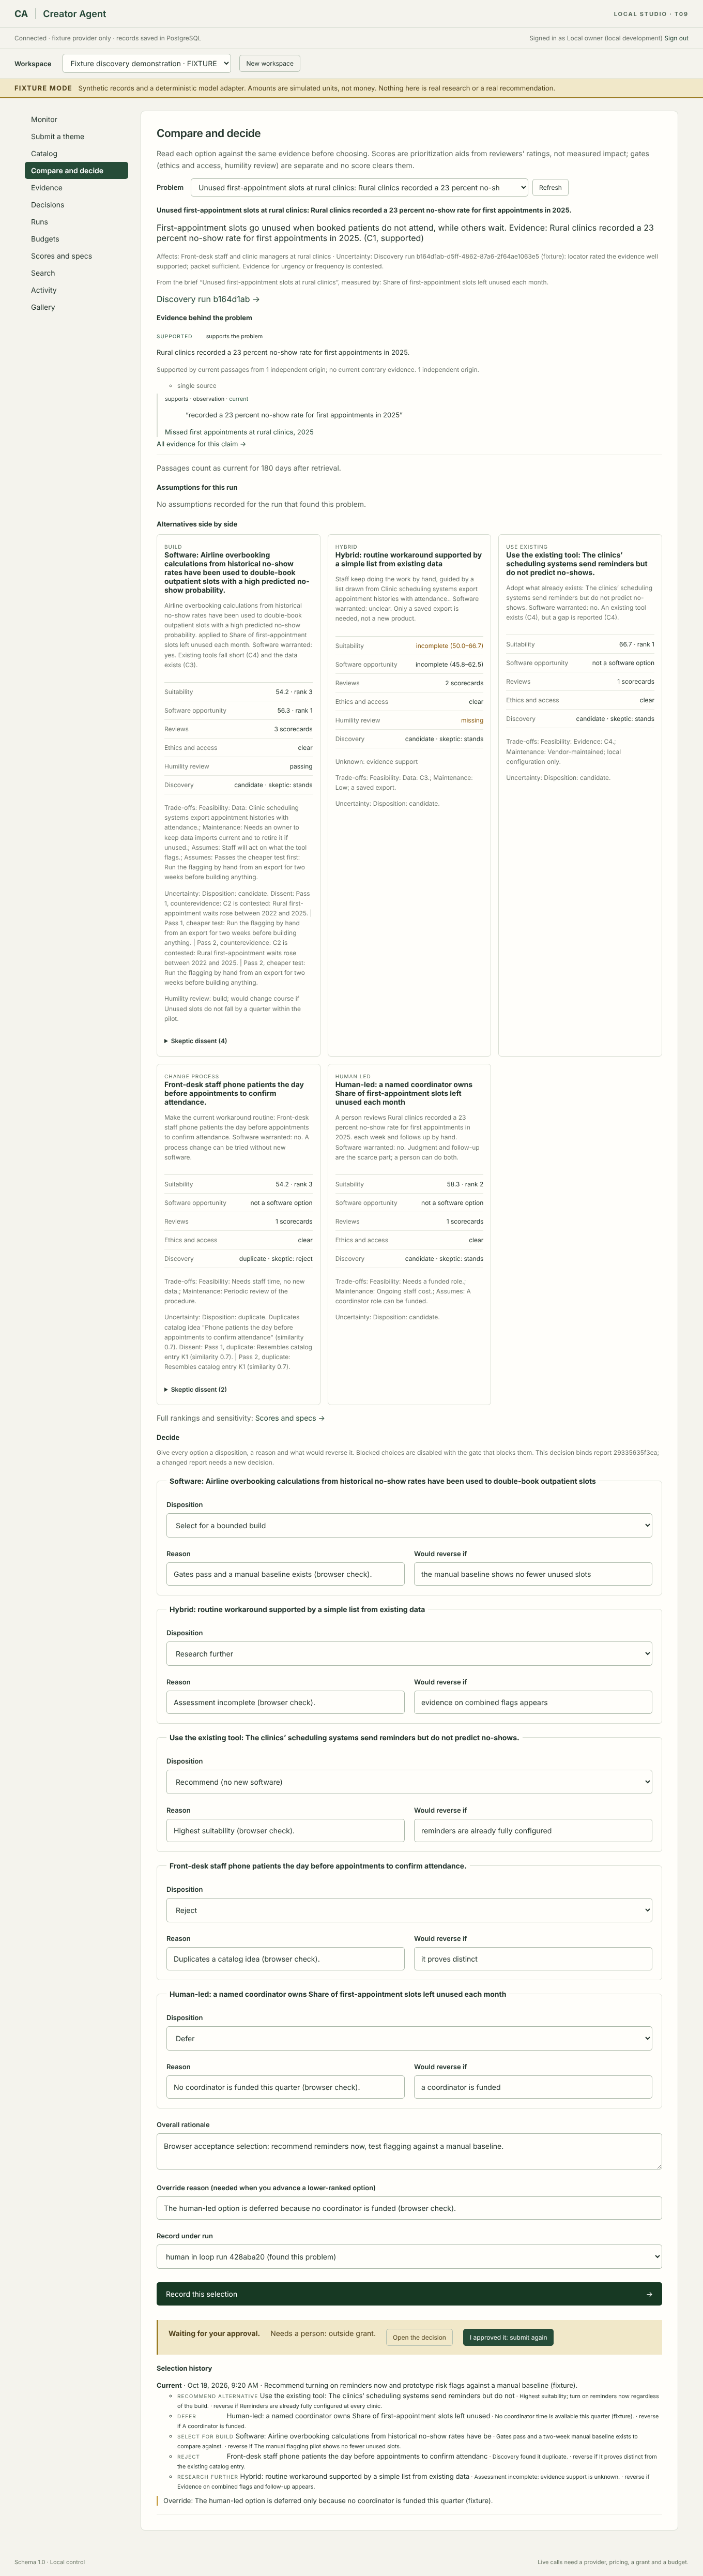 CA Creator Agent
LOCAL STUDIO · T09
Connected · fixture provider only · records saved in PostgreSQL
Signed in as Local owner (local development) Sign out
Workspace
Fixture discovery demonstration · FIXTURE
New workspace
FIXTURE MODE Synthetic records and a deterministic model adapter. Amounts are simulated units, not money. Nothing here is real research or a real recommendation.
Monitor
Submit a theme
Catalog
Compare and decide
Evidence
Decisions
Runs
Budgets
Scores and specs
Search
Activity
Gallery
Compare and decide
Read each option against the same evidence before choosing. Scores are prioritization aids from reviewers' ratings, not measured impact; gates
(ethics and access, humility review) are separate and no score clears them.
Problem
Unused first-appointment slots at rural clinics: Rural clinics recorded a 23 percent no-sh
Refresh
Unused first-appointment slots at rural clinics: Rural clinics recorded a 23 percent no-show rate for first appointments in 2025.
First-appointment slots go unused when booked patients do not attend, while others wait. Evidence: Rural clinics recorded a 23
percent no-show rate for first appointments in 2025. (C1, supported)
Affects: Front-desk staff and clinic managers at rural clinics · Uncertainty: Discovery run b164d1ab-d5ff-4862-87a6-2f64ae1063e5 (fixture): locator rated the evidence well
supported; packet sufficient. Evidence for urgency or frequency is contested.
From the brief "Unused first-appointment slots at rural clinics", measured by: Share of first-appointment slots left unused each month.
Discovery run b164d1ab →
Evidence behind the problem
SUPPORTED supports the problem
Rural clinics recorded a 23 percent no-show rate for first appointments in 2025.
Supported by current passages from 1 independent origin; no current contrary evidence. 1 independent origin.
single source
supports · observation · current
"recorded a 23 percent no-show rate for first appointments in 2025"
Missed first appointments at rural clinics, 2025
All evidence for this claim →
Passages count as current for 180 days after retrieval.
Assumptions for this run
No assumptions recorded for the run that found this problem.
Alternatives side by side
BUILD
Software: Airline overbooking
calculations from historical no-show
rates have been used to double-book
outpatient slots with a high predicted no-
show probability.
Airline overbooking calculations from historical
no-show rates have been used to double-book
outpatient slots with a high predicted no-show
probability. applied to Share of first-appointment
slots left unused each month. Software warranted:
yes. Existing tools fall short (C4) and the data
exists (C3).
Suitability 54.2 · rank 3
Software opportunity 56.3 · rank 1
Reviews 3 scorecards
Ethics and access clear
Humility review passing
Discovery candidate · skeptic: stands
Trade-offs: Feasibility: Data: Clinic scheduling
systems export appointment histories with
attendance.; Maintenance: Needs an owner to
keep data imports current and to retire it if
unused.; Assumes: Staff will act on what the tool
flags.; Assumes: Passes the cheaper test first:
Run the flagging by hand from an export for two
weeks before building anything.
Uncertainty: Disposition: candidate. Dissent: Pass
1, counterevidence: C2 is contested: Rural first-
appointment waits rose between 2022 and 2025. |
Pass 1, cheaper test: Run the flagging by hand
from an export for two weeks before building
anything. | Pass 2, counterevidence: C2 is
contested: Rural first-appointment waits rose
between 2022 and 2025. | Pass 2, cheaper test:
Run the flagging by hand from an export for two
weeks before building anything.
Humility review: build; would change course if
Unused slots do not fall by a quarter within the
pilot.
Skeptic dissent (4)
HYBRID
Hybrid: routine workaround supported by
a simple list from existing data
Staff keep doing the work by hand, guided by a
list drawn from Clinic scheduling systems export
appointment histories with attendance.. Software
warranted: unclear. Only a saved export is
needed, not a new product.
Suitability incomplete (50.0–66.7)
Software opportunity incomplete (45.8–62.5)
Reviews 2 scorecards
Ethics and access clear
Humility review missing
Discovery candidate · skeptic: stands
Unknown: evidence support
Trade-offs: Feasibility: Data: C3.; Maintenance:
Low; a saved export.
Uncertainty: Disposition: candidate.
USE EXISTING
Use the existing tool: The clinics'
scheduling systems send reminders but
do not predict no-shows.
Adopt what already exists: The clinics' scheduling
systems send reminders but do not predict no-
shows. Software warranted: no. An existing tool
exists (C4), but a gap is reported (C4).
Suitability 66.7 · rank 1
Software opportunity not a software option
Reviews 1 scorecards
Ethics and access clear
Discovery candidate · skeptic: stands
Trade-offs: Feasibility: Evidence: C4.;
Maintenance: Vendor-maintained; local
configuration only.
Uncertainty: Disposition: candidate.
CHANGE PROCESS
Front-desk staff phone patients the day
before appointments to confirm
attendance.
Make the current workaround routine: Front-desk
staff phone patients the day before appointments
to confirm attendance. Software warranted: no. A
process change can be tried without new
software.
Suitability 54.2 · rank 3
Software opportunity not a software option
Reviews 1 scorecards
Ethics and access clear
Discovery duplicate · skeptic: reject
Trade-offs: Feasibility: Needs staff time, no new
data.; Maintenance: Periodic review of the
procedure.
Uncertainty: Disposition: duplicate. Duplicates
catalog idea "Phone patients the day before
appointments to confirm attendance" (similarity
0.7). Dissent: Pass 1, duplicate: Resembles catalog
entry K1 (similarity 0.7). | Pass 2, duplicate:
Resembles catalog entry K1 (similarity 0.7).
Skeptic dissent (2)
HUMAN LED
Human-led: a named coordinator owns
Share of first-appointment slots left
unused each month
A person reviews Rural clinics recorded a 23
percent no-show rate for first appointments in
2025. each week and follows up by hand.
Software warranted: no. Judgment and follow-up
are the scarce part; a person can do both.
Suitability 58.3 · rank 2
Software opportunity not a software option
Reviews 1 scorecards
Ethics and access clear
Discovery candidate · skeptic: stands
Trade-offs: Feasibility: Needs a funded role.;
Maintenance: Ongoing staff cost.; Assumes: A
coordinator role can be funded.
Uncertainty: Disposition: candidate.
Full rankings and sensitivity: Scores and specs →
Decide
Give every option a disposition, a reason and what would reverse it. Blocked choices are disabled with the gate that blocks them. This decision binds report 29335635f3ea;
a changed report needs a new decision.
Software: Airline overbooking calculations from historical no-show rates have been used to double-book outpatient slots
Disposition
Select for a bounded build
Reason
Would reverse if
Gates pass and a manual baseline exists (browser check).
the manual baseline shows no fewer unused slots
Hybrid: routine workaround supported by a simple list from existing data
Disposition
Research further
Reason
Would reverse if
Assessment incomplete (browser check).
evidence on combined flags appears
Use the existing tool: The clinics' scheduling systems send reminders but do not predict no-shows.
Disposition
Recommend (no new software)
Reason
Would reverse if
Highest suitability (browser check).
reminders are already fully configured
Front-desk staff phone patients the day before appointments to confirm attendance.
Disposition
Reject
Reason
Would reverse if
Duplicates a catalog idea (browser check).
it proves distinct
Human-led: a named coordinator owns Share of first-appointment slots left unused each month
Disposition
Defer
Reason
Would reverse if
No coordinator is funded this quarter (browser check).
a coordinator is funded
Overall rationale
Browser acceptance selection: recommend reminders now, test flagging against a manual baseline.
Override reason (needed when you advance a lower-ranked option)
The human-led option is deferred because no coordinator is funded (browser check).
Record under run
human in loop run 428aba20 (found this problem)
Record this selection →
Waiting for your approval. Needs a person: outside grant. Open the decision I approved it: submit again
Selection history
Current · Oct 18, 2026, 9:20 AM · Recommend turning on reminders now and prototype risk flags against a manual baseline (fixture).
RECOMMEND ALTERNATIVE Use the existing tool: The clinics' scheduling systems send reminders but do not · Highest suitability; turn on reminders now regardless
of the build. · reverse if Reminders are already fully configured at every clinic.
DEFER Human-led: a named coordinator owns Share of first-appointment slots left unused · No coordinator time is available this quarter (fixture). · reverse
if A coordinator is funded.
SELECT FOR BUILD Software: Airline overbooking calculations from historical no-show rates have be · Gates pass and a two-week manual baseline exists to
compare against. · reverse if The manual flagging pilot shows no fewer unused slots.
REJECT Front-desk staff phone patients the day before appointments to confirm attendanc · Discovery found it duplicate. · reverse if It proves distinct from
the existing catalog entry.
RESEARCH FURTHER Hybrid: routine workaround supported by a simple list from existing data · Assessment incomplete: evidence support is unknown. · reverse if
Evidence on combined flags and follow-up appears.
Override: The human-led option is deferred only because no coordinator is funded this quarter (fixture).
Schema 1.0 · Local control
Live calls need a provider, pricing, a grant and a budget.